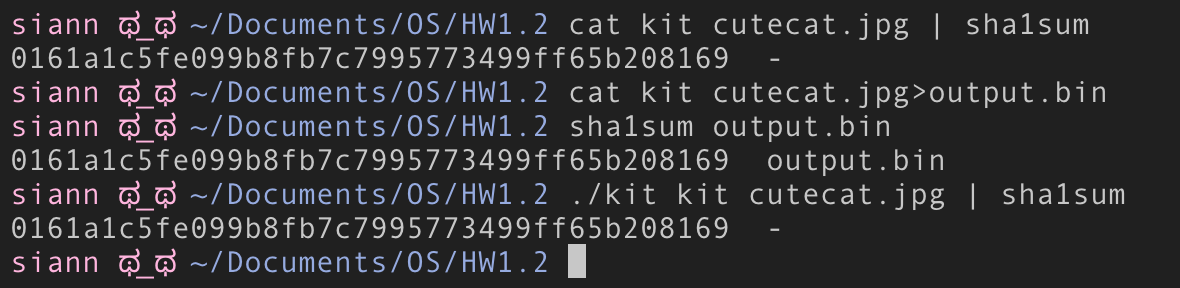 siann ಥ_ಥ ~/Documents/OS/HW1.2 cat kit cutecat.jpg | sha1sum
0161a1c5fe099b8fb7c7995773499ff65b208169  -
siann ಥ_ಥ ~/Documents/OS/HW1.2 cat kit cutecat.jpg>output.bin
siann ಥ_ಥ ~/Documents/OS/HW1.2 sha1sum output.bin
0161a1c5fe099b8fb7c7995773499ff65b208169  output.bin
siann ಥ_ಥ ~/Documents/OS/HW1.2 ./kit kit cutecat.jpg | sha1sum
0161a1c5fe099b8fb7c7995773499ff65b208169  -
siann ಥ_ಥ ~/Documents/OS/HW1.2